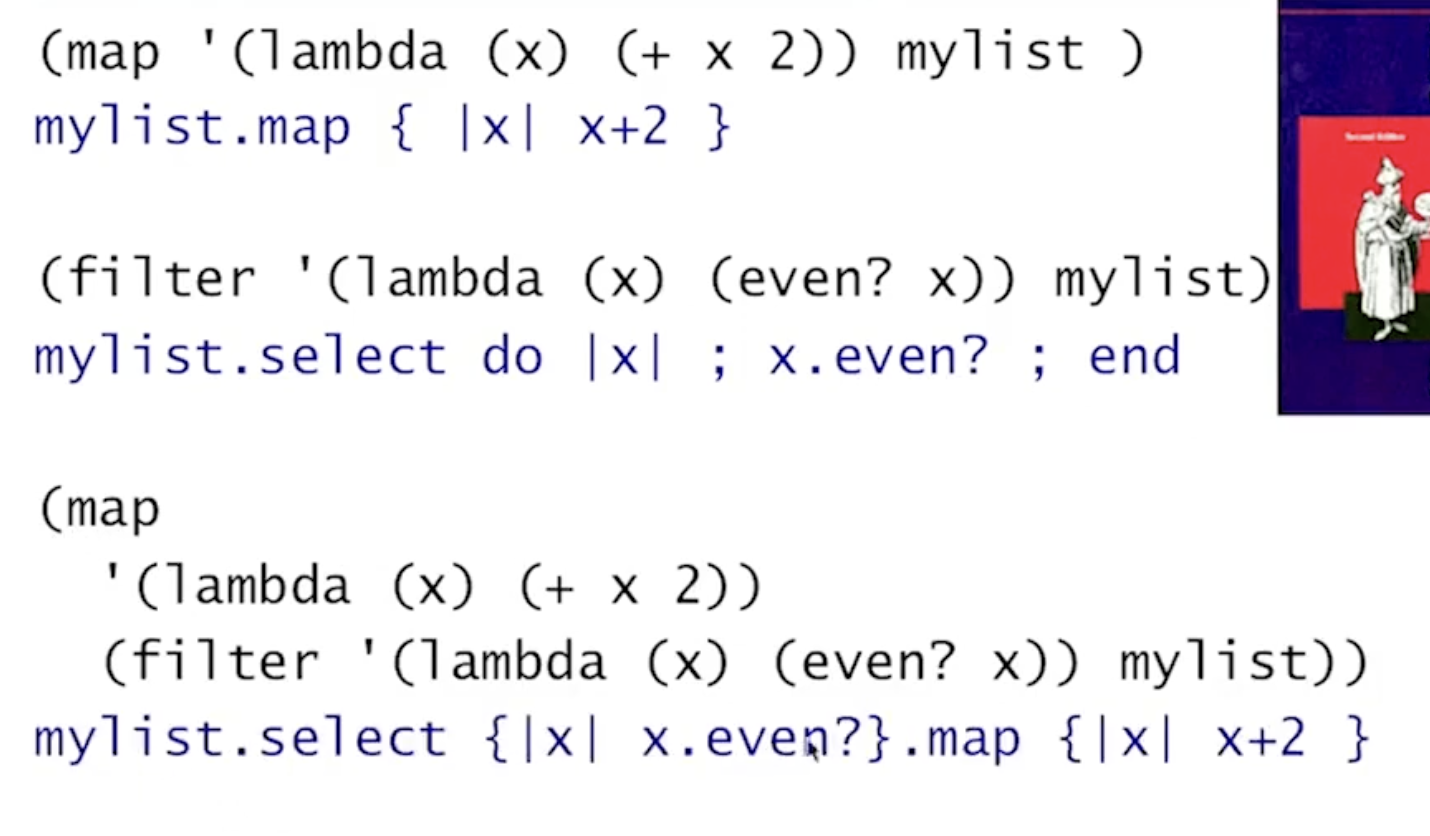 (map '(lambda (x) (+ x 2)) mylist )
mylist.map { |x| x+2 }
(filter '(lambda (x) (even? x)) mylist)
mylist.select do |x| ; x.even? ; end
(map
'(lambda (x) (+ x 2))
(filter '(lambda (x) (even? x)) mylist))
mylist.select {|x| x.even?}.map {|x| x+2 }
Second Edition